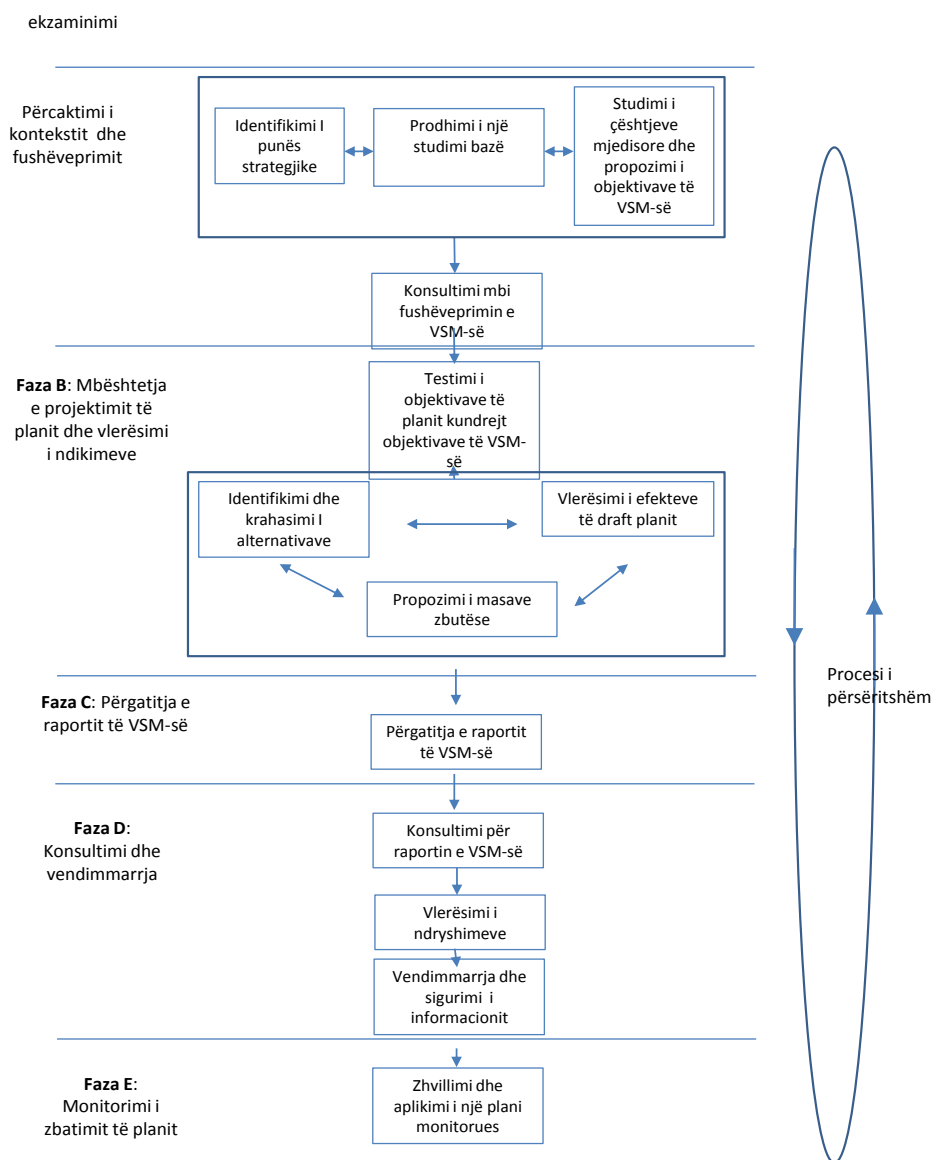 ekzaminimi
Përcaktimi i
kontekstit dhe
fushëveprimit
Identifikimi I
punës
strategjike
Prodhimi i një
studimi bazë
Studimi i
çështjeve
mjedisore dhe
propozimi i
objektivave të
VSM-së
Konsultimi mbi
fushëveprimin e
VSM-së
Faza B: Mbështetja
e projektimit të
planit dhe vlerësimi
i ndikimeve
Testimi i
objektivave të
planit kundrejt
objektivave të VSM-
së
Identifikimi dhe
krahasimi I
alternativave
Vlerësimi i efekteve
të draft planit
Propozimi i masave
zbutëse
Procesi i
përsëritshëm
Faza C: Përgatitja e
raportit të VSM-së
Përgatitja e raportit
të VSM-së
Faza D:
Konsultimi dhe
vendimmarrja
Konsultimi për
raportin e VSM-së
Vlerësimi i
ndryshimeve
Vendimmarrja dhe
sigurimi i
informacionit
Faza E:
Monitorimi i
zbatimit të planit
Zhvillimi dhe
aplikimi i një plani
monitorues